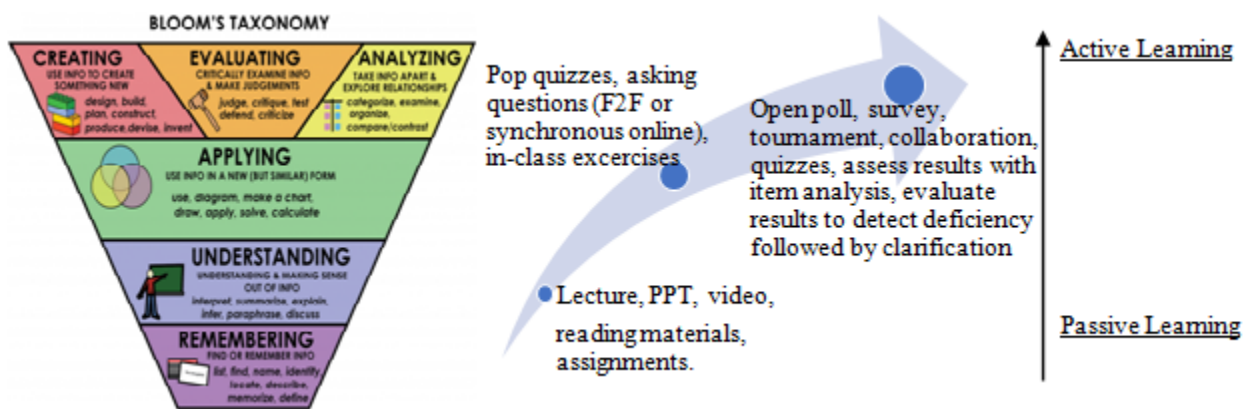 BLOOM'S TAXONOMY
CREATING
USE INFO TO CREATE
SOMETHING NEW
design, build,
plan, construct,
produce,devise, invent
EVALUATING
CRITICALLY EXAMINE INFO
& MAKE JUDGEMENTS
judge, critique, test
defend, criticize
ANALYZING
TAKE INFO APART &
EXPLORE RELATIONSHIPS
categorize, examine,
organize,
compare/contrast
APPLYING
USE INFO IN A NEW (BUT SIMILAR) FORM
use, diagram, make a chart,
draw, apply, solve, calculate
UNDERSTANDING
UNDERSTANDING & MAKING SENSE
OUT OF INFO
interpret, summarize, explain,
infer, paraphrase, discuss
REMEMBERING
FIND OR REMEMBER INFO
list, find, name, identify,
locate, describe,
memorize, define
Pop quizzes, asking
questions (F2F or
synchronous online),
in-class excercises
Lecture, PPT, video,
reading materials,
assignments.
Open poll, survey,
tournament, collaboration,
quizzes, assess results with
item analysis, evaluate
results to detect deficiency
followed by clarification
Active Learning
Passive Learning